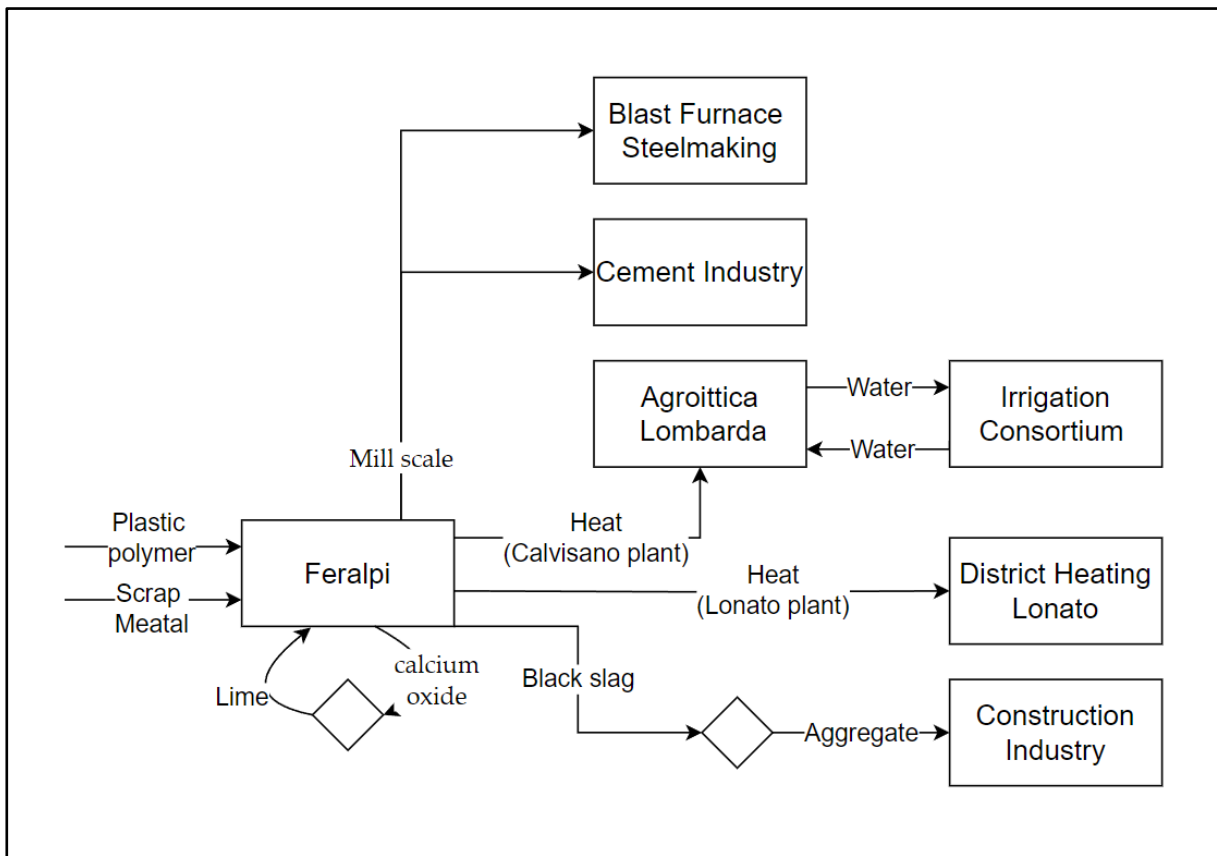 Blast Furnace
Steelmaking
Cement Industry
Agroittica
Lombarda
Water
Water
Irrigation
Consortium
Mill scale
Plastic
polymer
Scrap
Meatal
Feralpi
Heat
(Calvisano plant)
Heat
(Lonato plant)
District Heating
Lonato
Lime
calcium
oxide
Black slag
Aggregate
Construction
Industry